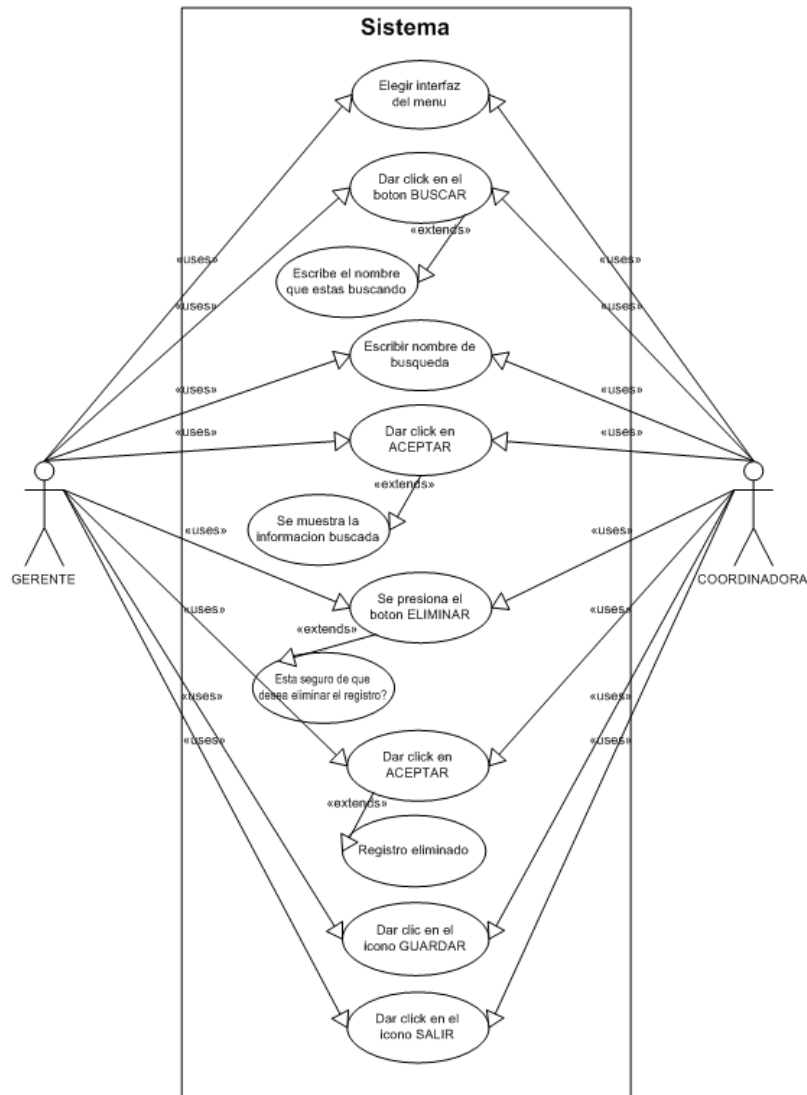 Sistema
Elegir interfaz
del menu
Dar click en el
boton BUSCAR
«extends»
«uses»
«uses»
Escribe el nombre
que estas buscando
«uses»
«uses»
Escribir nombre de
busqueda
«uses»
«uses»
Dar click en
ACEPTAR
«uses»
«uses»
«extends»
Se muestra la
informacion buscada
«uses»
«uses»
GERENTE
COORDINADORA
Se presiona el
boton ELIMINAR
«uses»
«uses»
«extends»
Esta seguro de que
desea eliminar el registro?
«uses»
«uses»
«uses»
«uses»
Dar click en
ACEPTAR
«extends»
Registro eliminado
Dar clic en el
icono GUARDAR
Dar click en el
icono SALIR